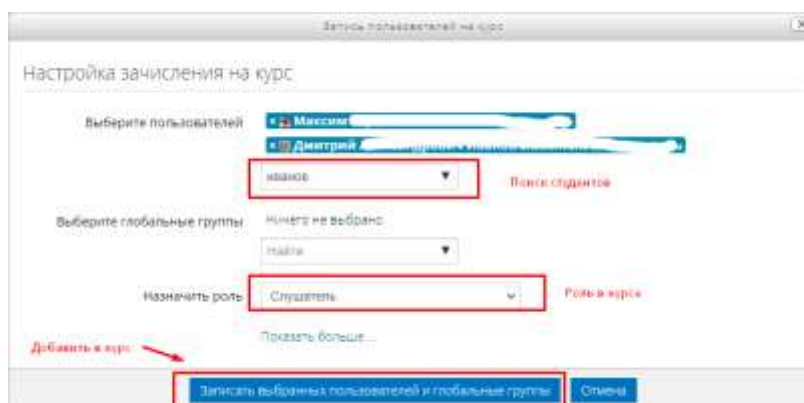 Запись пользователей на курс
Настройка зачисления на курс
Выберите пользователей
× Максим
× Дмитрий
иванов
Поиск студентов
Выберите глобальные группы
Ничего не выбрано
Найти
Назначить роль
Слушатель
Роль в курсе
Показать больше ...
Добавить в курс
Записать выбранных пользователей и глобальные группы
Отмена